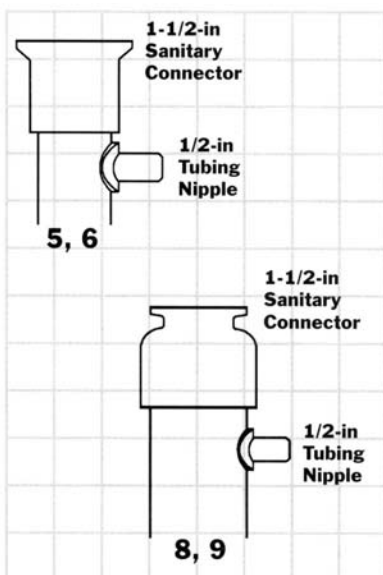 1-1/2-in
Sanitary
Connector
1/2-in
Tubing
Nipple
5, 6
1-1/2-in
Sanitary
Connector
1/2-in
Tubing
Nipple
8, 9